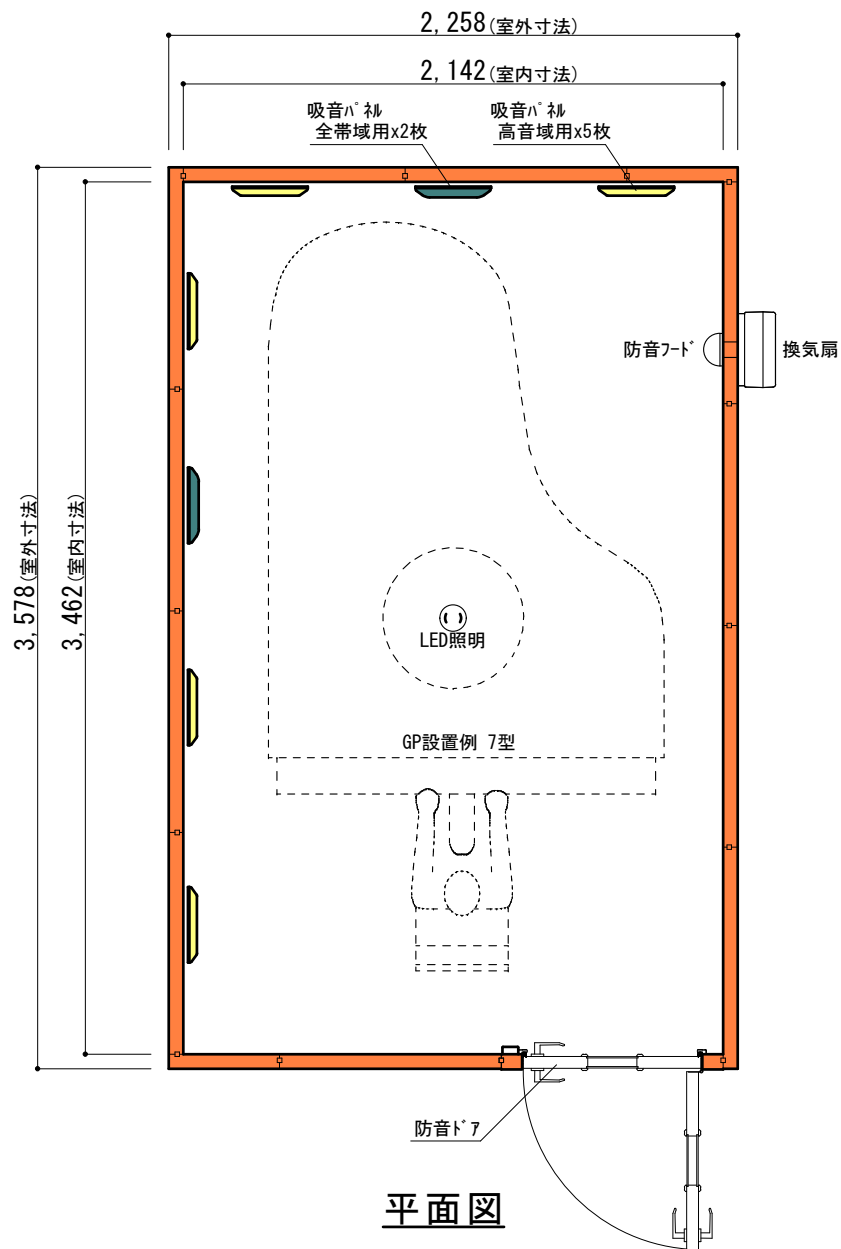 2,258(室外寸法)
2,142(室内寸法)
吸音ﾊﾟﾈﾙ
全帯域用x2枚
吸音ﾊﾟﾈﾙ
高音域用x5枚
防音ﾌｰﾄﾞ
換気扇
3,578(室外寸法)
3,462(室内寸法)
LED照明
GP設置例 7型
防音ﾄﾞｱ
平面図